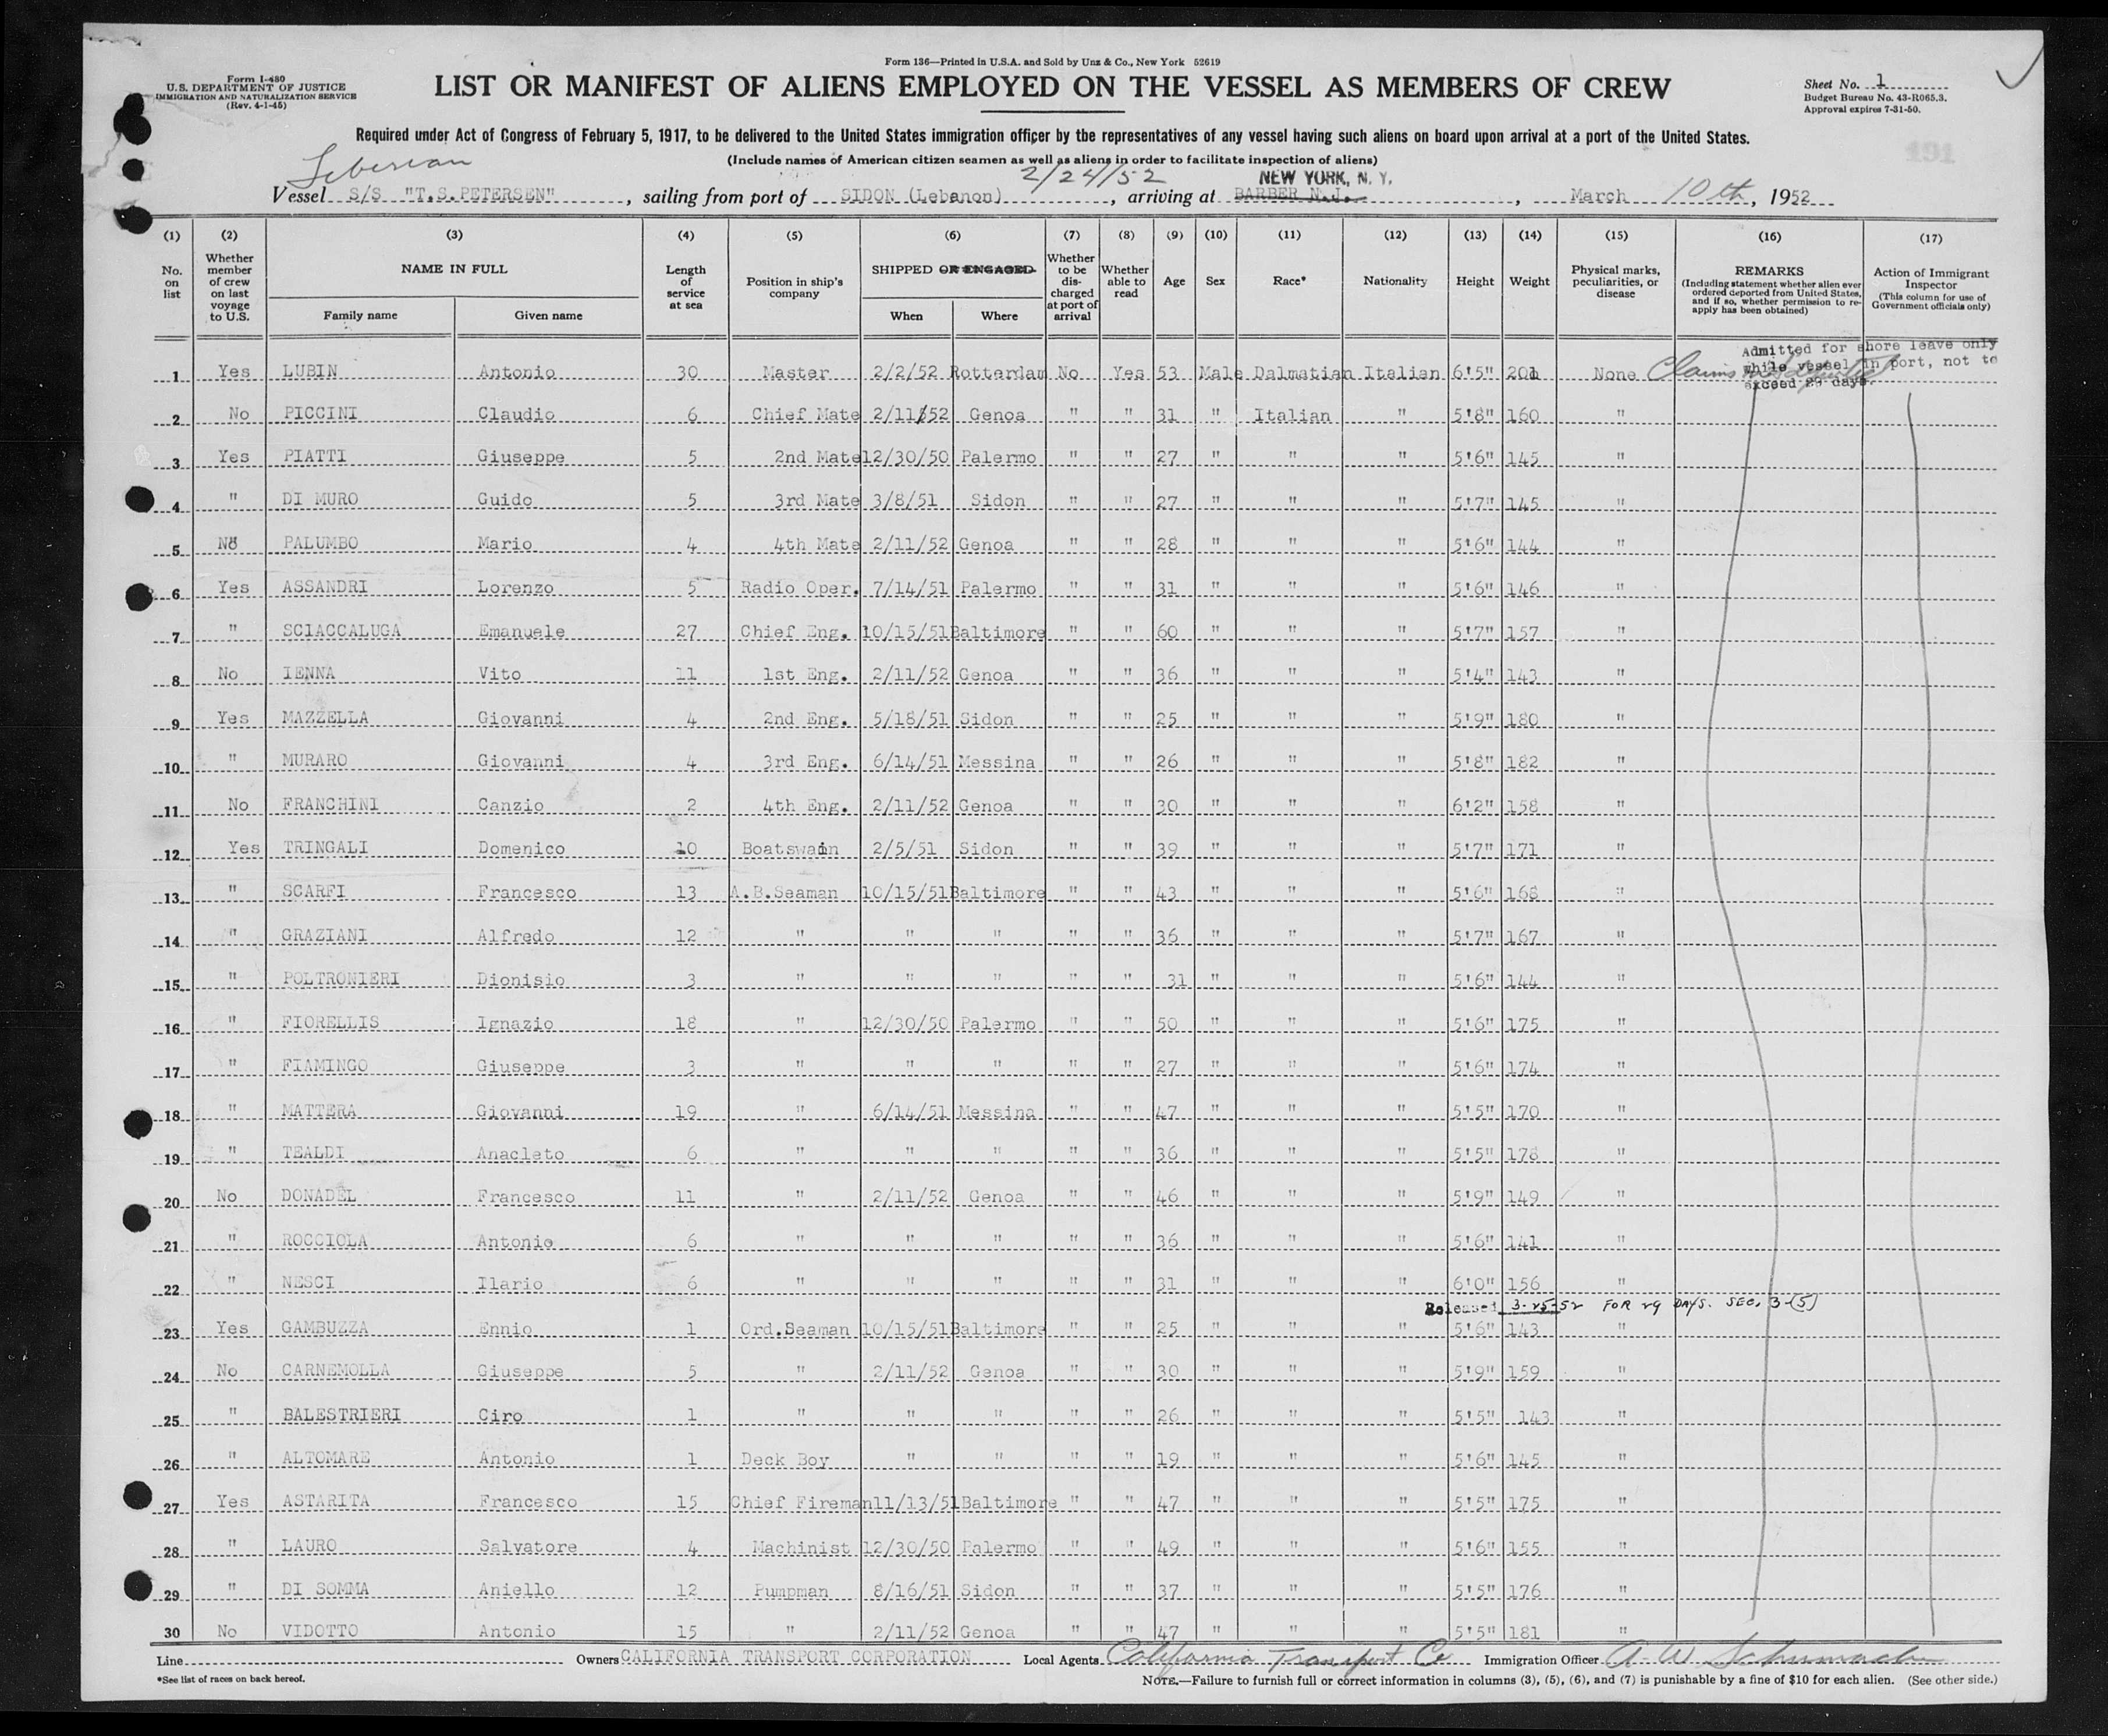 Form 136—Printed in U.S.A. and Sold by Unz & Co., New York 52619
Form I-480
U.S. DEPARTMENT OF JUSTICE
IMMIGRATION AND NATURALIZATION SERVICE
(Rev. 4-1-45)
LIST OR MANIFEST OF ALIENS EMPLOYED ON THE VESSEL AS MEMBERS OF CREW
Sheet No. 1
Budget Bureau No. 43-R065.3.
Approval expires 7-31-50.
Required under Act of Congress of February 5, 1917, to be delivered to the United States immigration officer by the representatives of any vessel having such aliens on board upon arrival at a port of the United States.
(Include names of American citizen seamen as well as aliens in order to facilitate inspection of aliens)
191
Liberian
2/24/52
NEW YORK, N. Y.
Vessel S/S "T.S.PETERSEN", sailing from port of SIDON (Lebanon), arriving at BARBER N.J., March 10th, 1952
(1) (2) (3) (4) (5) (6) (7) (8) (9) (10) (11) (12) (13) (14) (15) (16) (17)
No. on list
Whether member of crew on last voyage to U.S.
NAME IN FULL
Family name
Given name
Length of service at sea
Position in ship's company
SHIPPED OR ENGAGED
When
Where
Whether to be discharged at port of arrival
Whether able to read
Age
Sex
Race*
Nationality
Height
Weight
Physical marks, peculiarities, or disease
REMARKS
(Including statement whether alien ever ordered deported from United States, and if so, whether permission to re-apply has been obtained)
Action of Immigrant Inspector
(This column for use of Government officials only)
Admitted for shore leave only
while vessel in port, not to
exceed 29 days.
1 Yes LUBIN Antonio 30 Master 2/2/52 Rotterdam No Yes 53 Male Dalmatian Italian 6'5" 201 None Claims
2 No PICCINI Claudio 6 Chief Mate 2/11/52 Genoa " " 31 " Italian " 5'8" 160 "
3 Yes PIATTI Giuseppe 5 2nd Mate 12/30/50 Palermo " " 27 " " " 5'6" 145 "
4 " DI MURO Guido 5 3rd Mate 3/8/51 Sidon " " 27 " " " 5'7" 145 "
5 No PALUMBO Mario 4 4th Mate 2/11/52 Genoa " " 28 " " " 5'6" 144 "
6 Yes ASSANDRI Lorenzo 5 Radio Oper. 7/14/51 Palermo " " 31 " " " 5'6" 146 "
7 " SCIACCALUGA Emanuele 27 Chief Eng. 10/15/51 Baltimore " " 60 " " " 5'7" 157 "
8 No IENNA Vito 11 1st Eng. 2/11/52 Genoa " " 36 " " " 5'4" 143 "
9 Yes MAZZELLA Giovanni 4 2nd Eng. 5/18/51 Sidon " " 25 " " " 5'9" 180 "
10 " MURARO Giovanni 4 3rd Eng. 6/14/51 Messina " " 26 " " " 5'8" 182 "
11 No FRANCHINI Canzio 2 4th Eng. 2/11/52 Genoa " " 30 " " " 6'2" 158 "
12 Yes TRINGALI Domenico 10 Boatswain 2/5/51 Sidon " " 39 " " " 5'7" 171 "
13 " SCARFI Francesco 13 A.B.Seaman 10/15/51 Baltimore " " 43 " " " 5'6" 168 "
14 " GRAZIANI Alfredo 12 " " " " " 36 " " " 5'7" 167 "
15 " POLTRONIERI Dionisio 3 " " " " " 31 " " " 5'6" 144 "
16 " FIORELLIS Ignazio 18 " 12/30/50 Palermo " " 50 " " " 5'6" 175 "
17 " FIAMINGO Giuseppe 3 " " " " " 27 " " " 5'6" 174 "
18 " MATTERA Giovanni 19 " 6/14/51 Messina " " 47 " " " 5'5" 170 "
19 " TEALDI Anacleto 6 " " " " " 36 " " " 5'5" 178 "
20 No DONADEL Francesco 11 " 2/11/52 Genoa " " 46 " " " 5'9" 149 "
21 " ROCCIOLA Antonio 6 " " " " " 36 " " " 5'6" 141 "
22 " NESCI Ilario 6 " " " " " 31 " " " 6'0" 156 "
Released 3-25-52 FOR 29 DAYS. SEC. 3-(5)
23 Yes GAMBUZZA Ennio 1 Ord.Seaman 10/15/51 Baltimore " " 25 " " " 5'6" 143 "
24 No CARNEMOLLA Giuseppe 5 " 2/11/52 Genoa " " 30 " " " 5'9" 159 "
25 " BALESTRIERI Ciro 1 " " " " " 26 " " " 5'5" 143 "
26 " ALTOMARE Antonio 1 Deck Boy " " " " 19 " " " 5'6" 145 "
27 Yes ASTARITA Francesco 15 Chief Fireman 11/13/51 Baltimore " " 47 " " " 5'5" 175 "
28 " LAURO Salvatore 4 Machinist 12/30/50 Palermo " " 49 " " " 5'6" 155 "
29 " DI SOMMA Aniello 12 Pumpman 8/16/51 Sidon " " 37 " " " 5'5" 176 "
30 No VIDOTTO Antonio 15 " 2/11/52 Genoa " " 47 " " " 5'5" 181 "
Line Owners CALIFORNIA TRANSPORT CORPORATION Local Agents California Transport Co Immigration Officer A. W. Schumacher
*See list of races on back hereof.
NOTE.—Failure to furnish full or correct information in columns (3), (5), (6), and (7) is punishable by a fine of $10 for each alien. (See other side.)